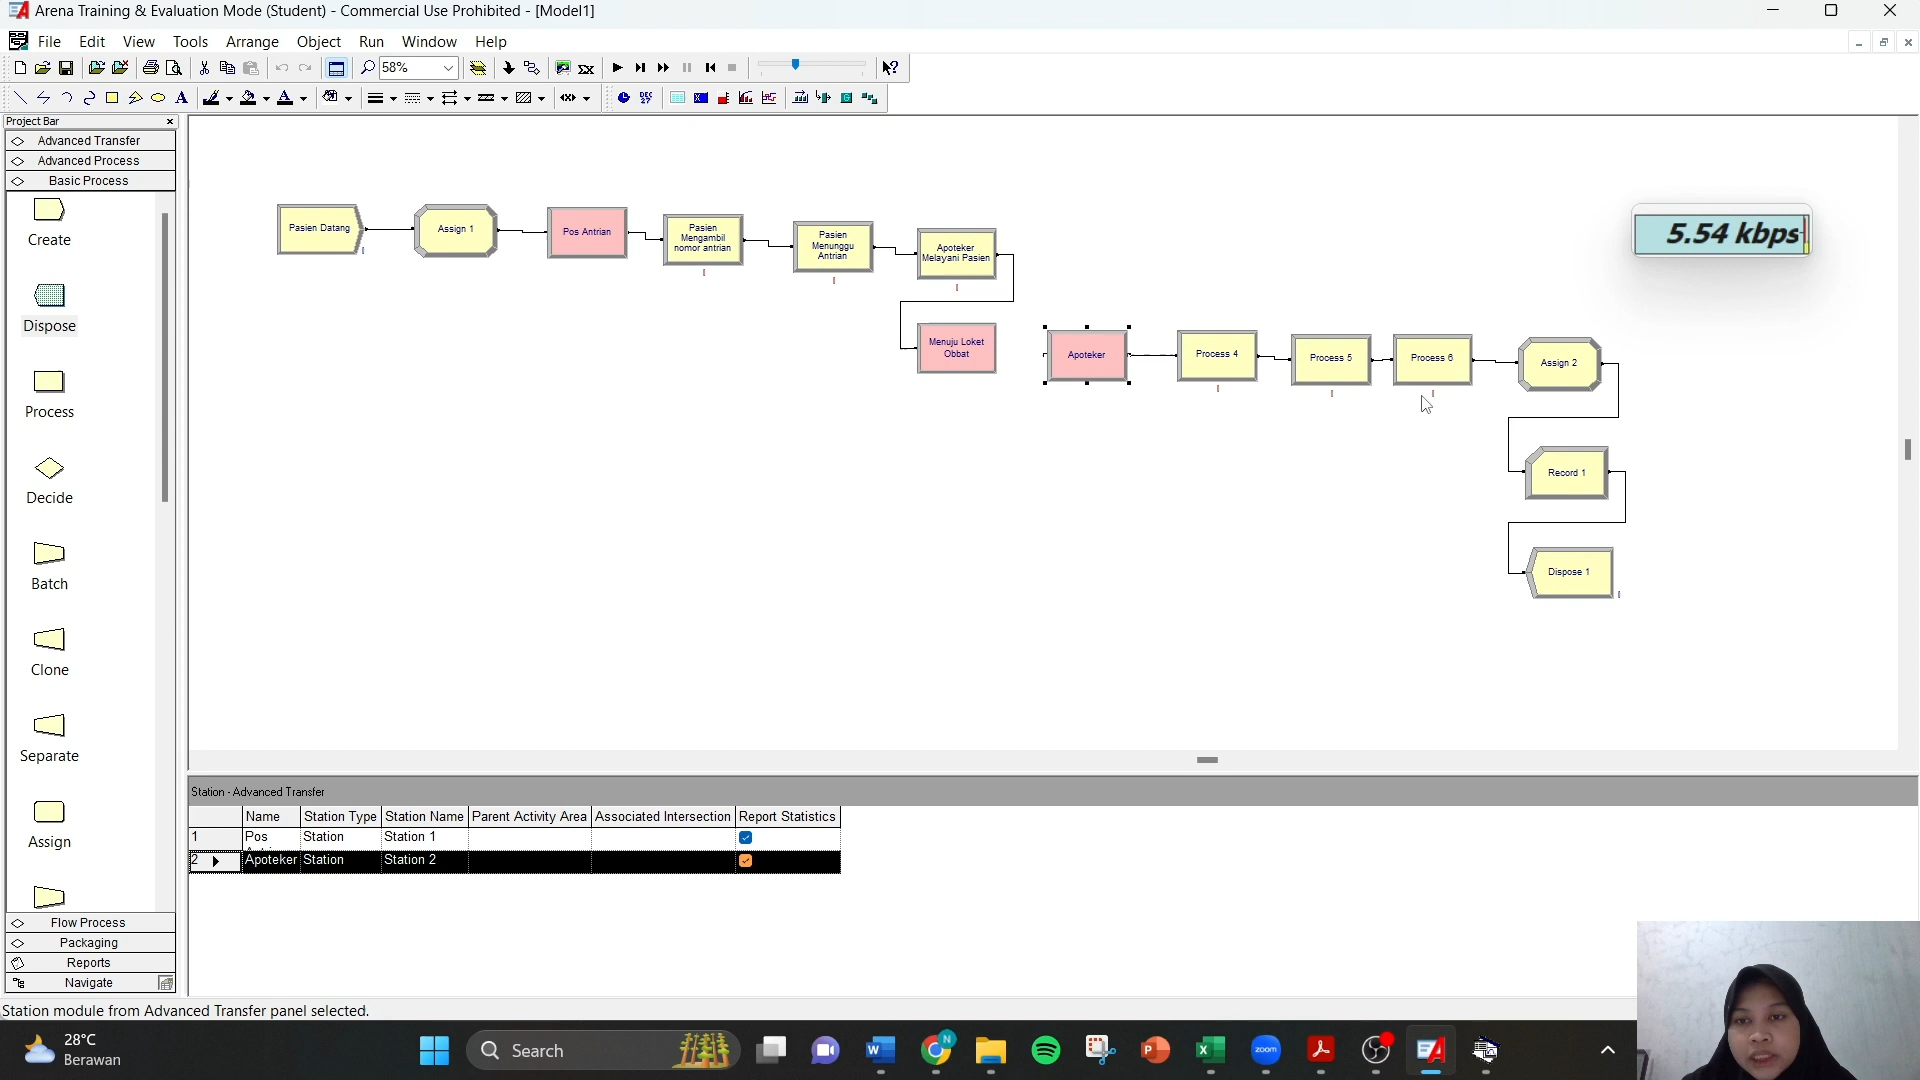 Arena Training & Evaluation Mode (Student) - Commercial Use Prohibited - [Model1]
File Edit View Tools Arrange Object Run Window Help
58%
Project Bar
Advanced Transfer
Advanced Process
Basic Process
Create
Dispose
Process
Decide
Batch
Clone
Separate
Assign
Flow Process
Packaging
Reports
Navigate
Pasien Datang
Assign 1
Pos Antrian
Pasien
Mengambil
nomor antrian
Pasien
Menunggu
Antrian
Apoteker
Melayani Pasien
Menuju Loket
Obbat
Apoteker
Process 4
Process 5
Process 6
Assign 2
Record 1
Dispose 1
5.54 kbps
Station - Advanced Transfer
Name Station Type Station Name Parent Activity Area Associated Intersection Report Statistics
1 Pos Station Station 1
2 Apoteker Station Station 2
Station module from Advanced Transfer panel selected.
28°C
Berawan
Search
zoom